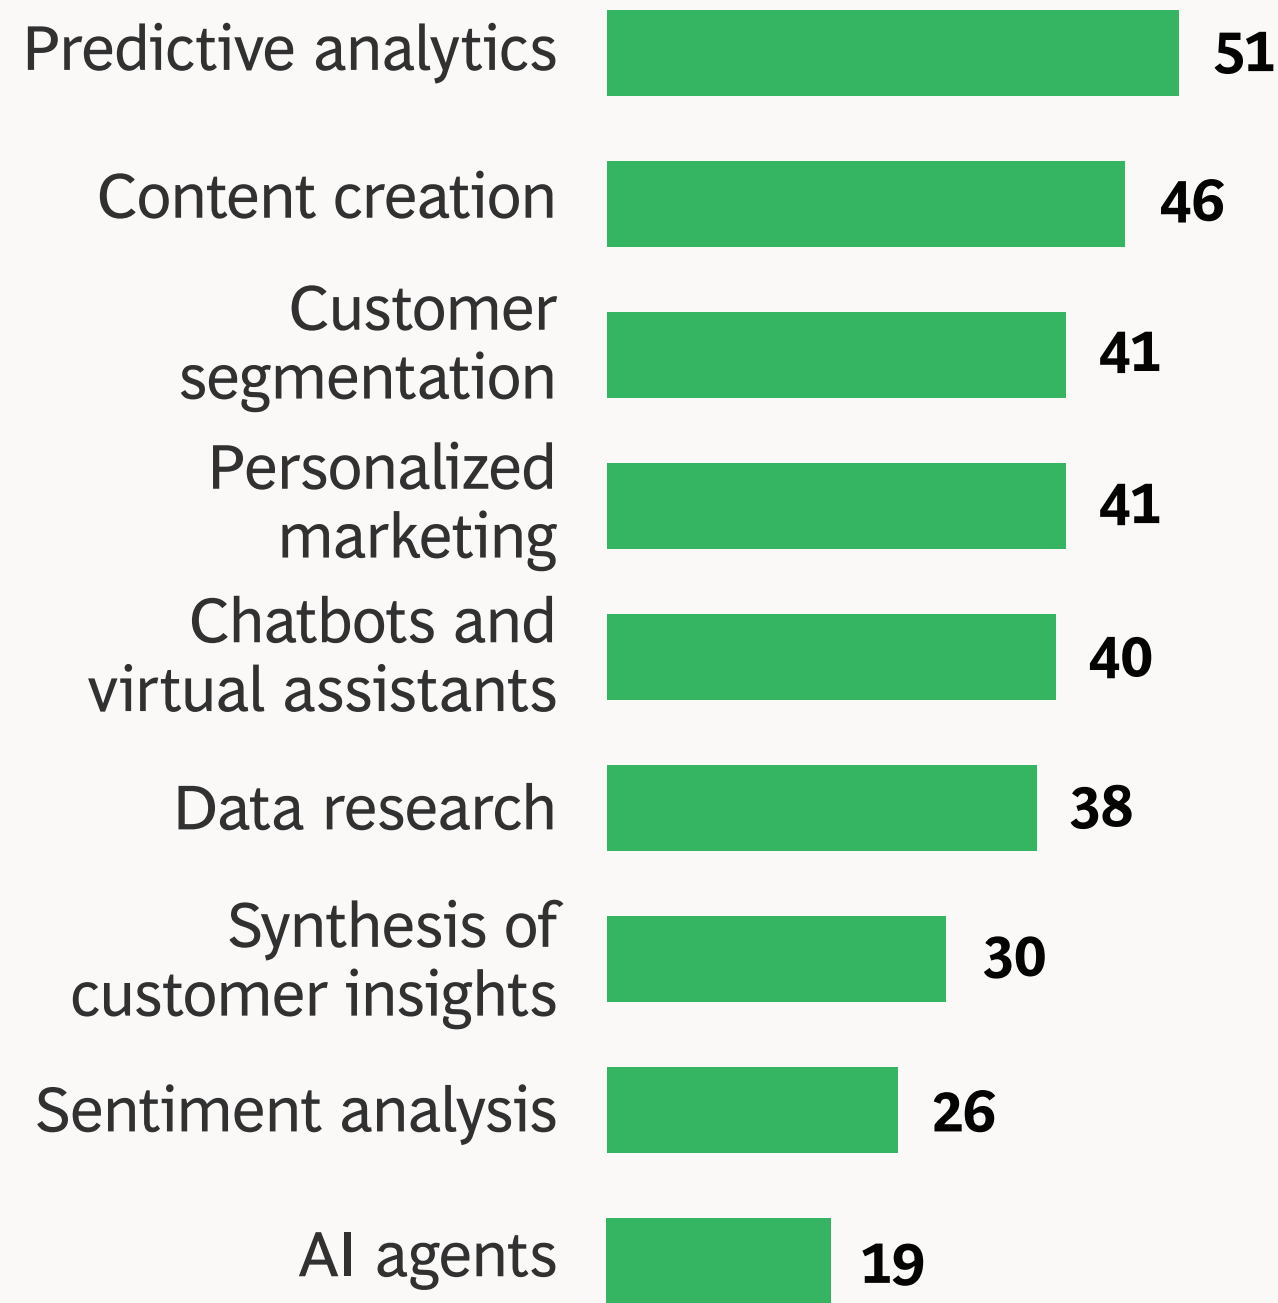 Predictive analytics 51
Content creation 46
Customer
segmentation 41
Personalized
marketing 41
Chatbots and
virtual assistants 40
Data research 38
Synthesis of
customer insights 30
Sentiment analysis 26
AI agents 19